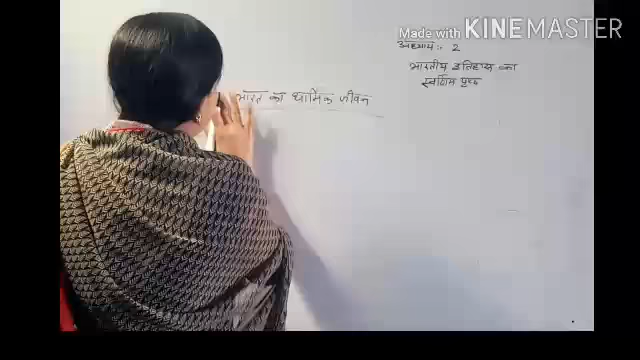 Made with KINEMASTER
अध्याय :- 2
भारतीय इतिहास का
स्वर्णिम पृष्ठ
भारत का धार्मिक जीवन